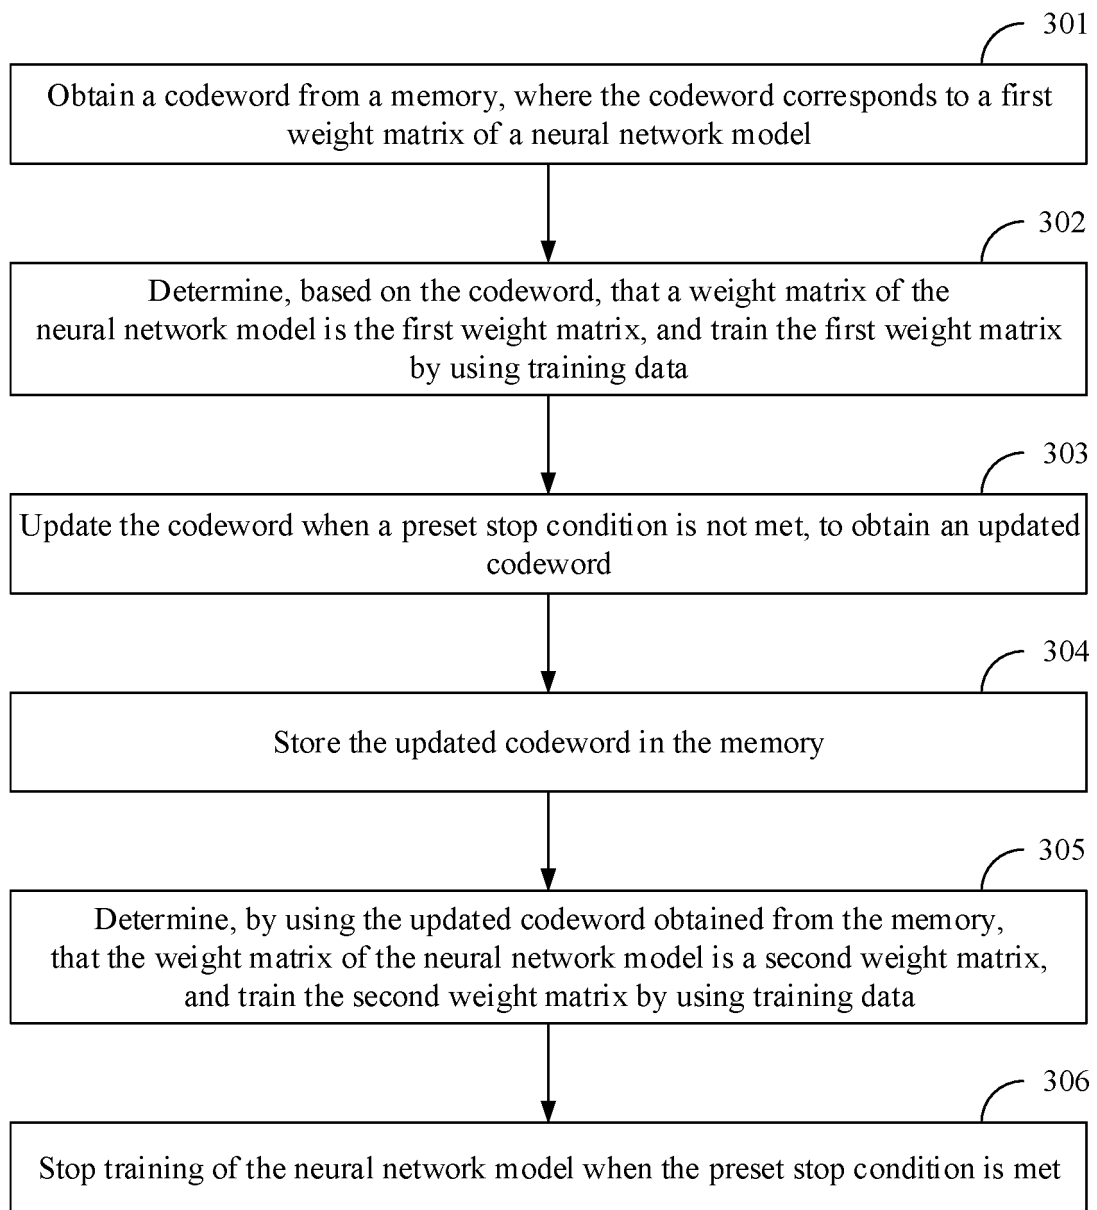 301
Obtain a codeword from a memory, where the codeword corresponds to a first
weight matrix of a neural network model
302
Determine, based on the codeword, that a weight matrix of the
neural network model is the first weight matrix, and train the first weight matrix
by using training data
303
Update the codeword when a preset stop condition is not met, to obtain an updated
codeword
304
Store the updated codeword in the memory
305
Determine, by using the updated codeword obtained from the memory,
that the weight matrix of the neural network model is a second weight matrix,
and train the second weight matrix by using training data
306
Stop training of the neural network model when the preset stop condition is met